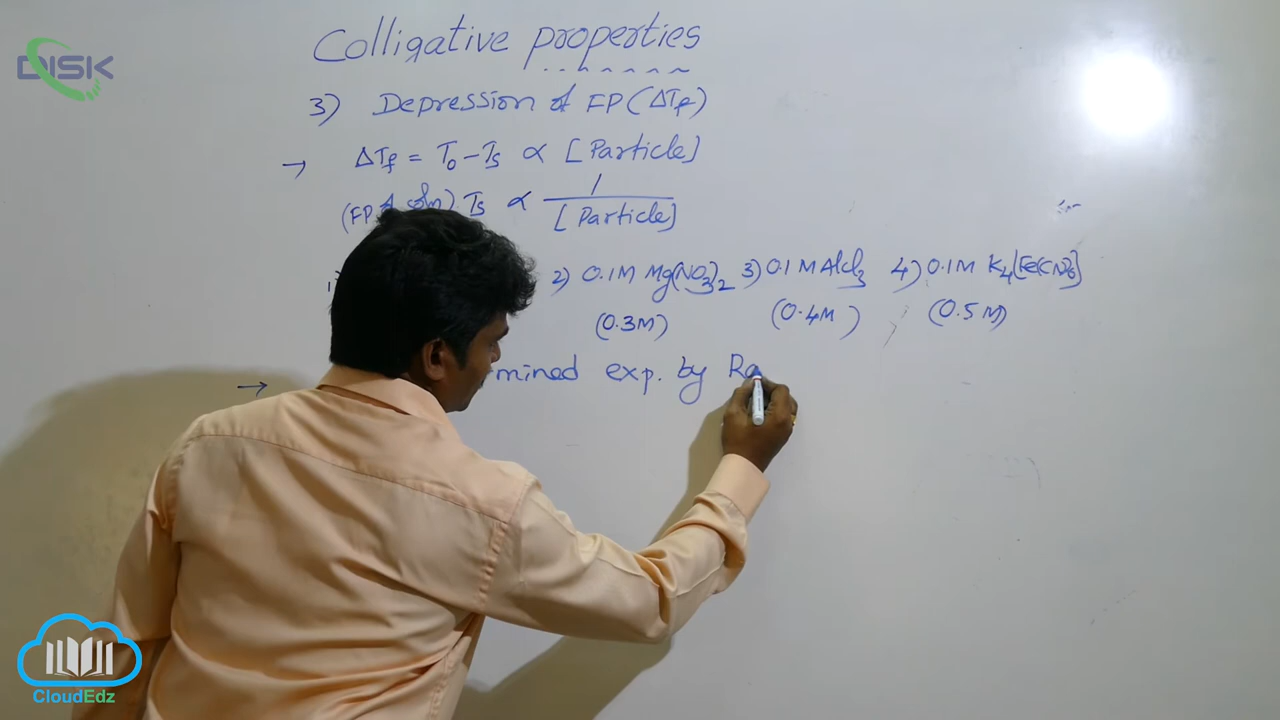 DISK
Colligative properties
3) Depression of FP (ΔTf)
→ ΔTf = To - Ts ∝ [Particle]
(FP of soln) Ts ∝ 1 / [Particle]
2) 0.1M Mg(NO3)2 3) 0.1 M AlCl3 4) 0.1M K4[Fe(CN)6]
(0.3M) (0.4M) (0.5M)
→ mined exp. by Ra
CloudEdz